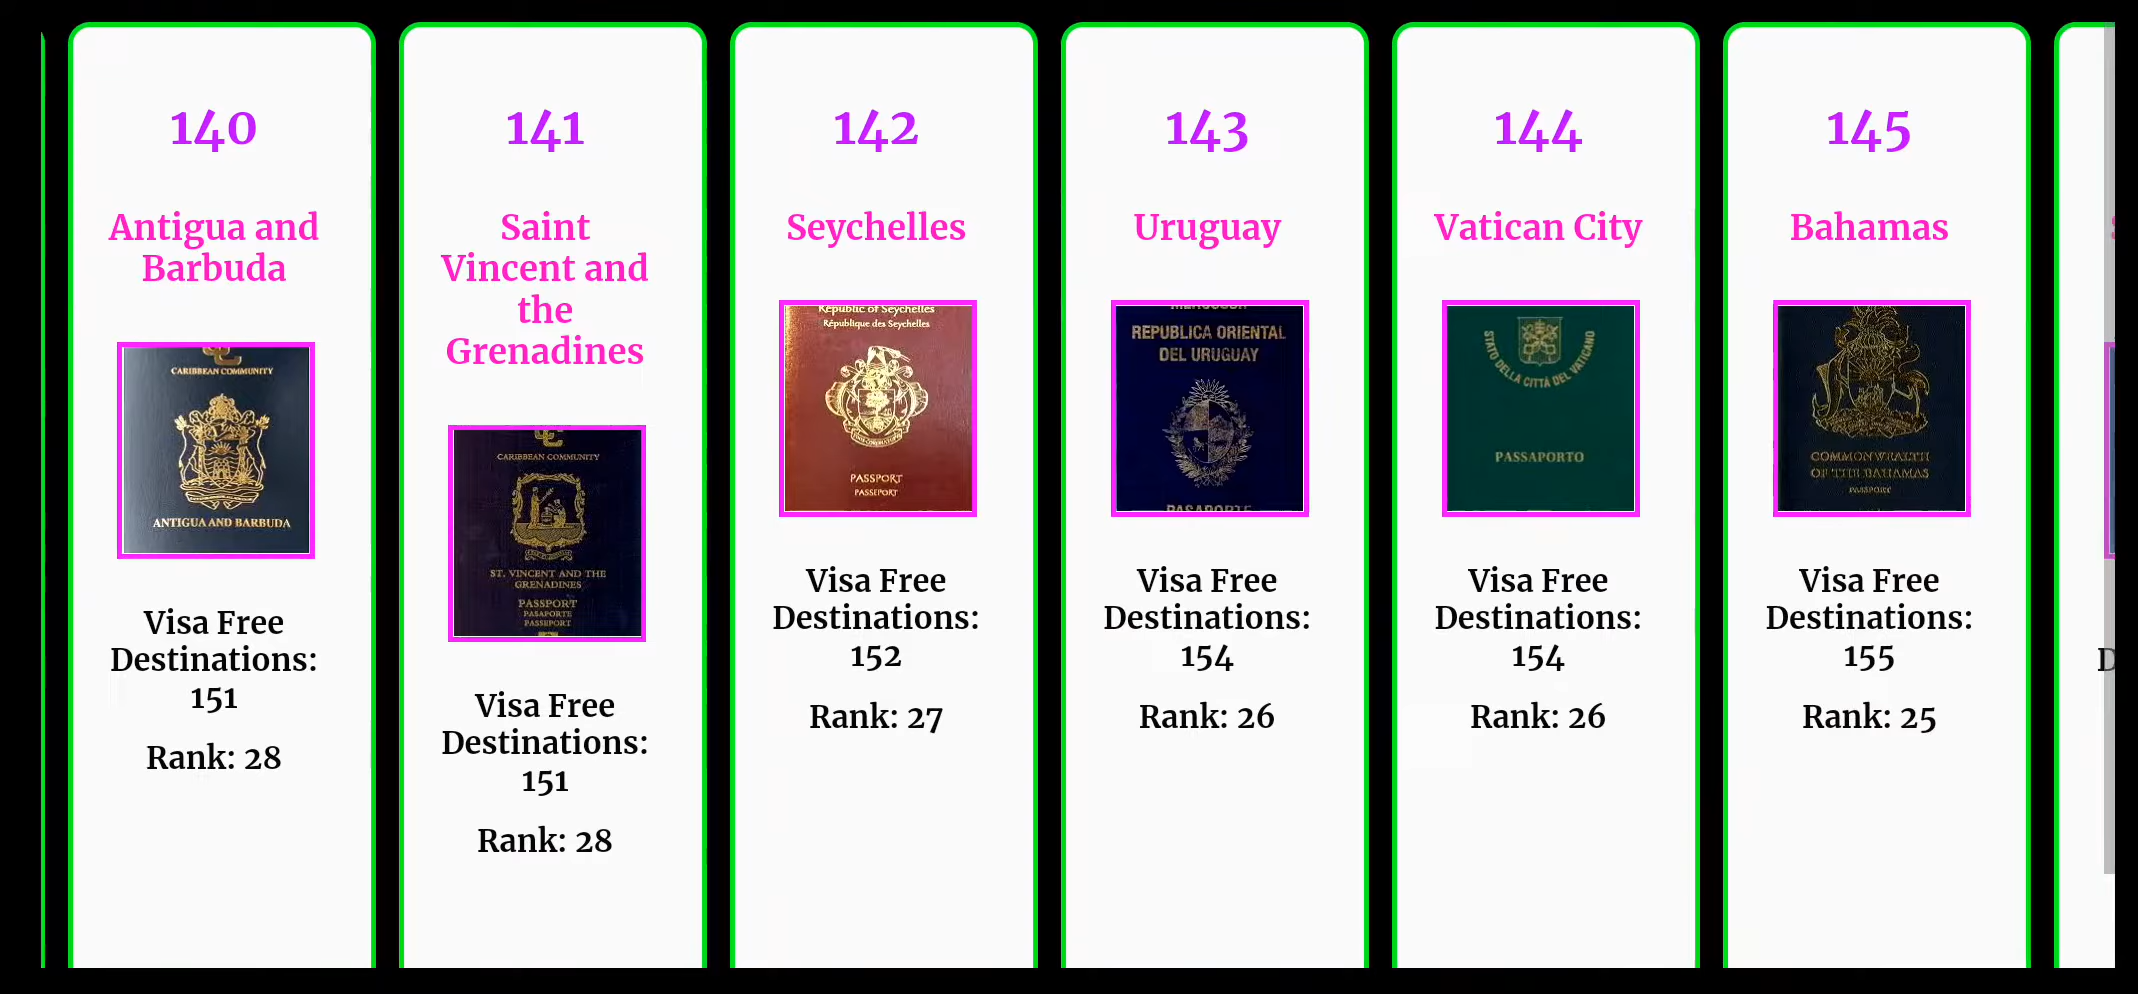 140
Antigua and
Barbuda
CARIBBEAN COMMUNITY
ANTIGUA AND BARBUDA
Visa Free
Destinations:
151
Rank: 28
141
Saint
Vincent and
the
Grenadines
CARIBBEAN COMMUNITY
ST. VINCENT AND THE
GRENADINES
PASSPORT
PASAPORTE
PASSEPORT
Visa Free
Destinations:
151
Rank: 28
142
Seychelles
Republic of Seychelles
République des Seychelles
PASSPORT
PASSEPORT
Visa Free
Destinations:
152
Rank: 27
143
Uruguay
REPUBLICA ORIENTAL
DEL URUGUAY
PASAPORTE
Visa Free
Destinations:
154
Rank: 26
144
Vatican City
STATO DELLA CITTÀ DEL VATICANO
PASSAPORTO
Visa Free
Destinations:
154
Rank: 26
145
Bahamas
COMMONWEALTH
OF THE BAHAMAS
PASSPORT
Visa Free
Destinations:
155
Rank: 25